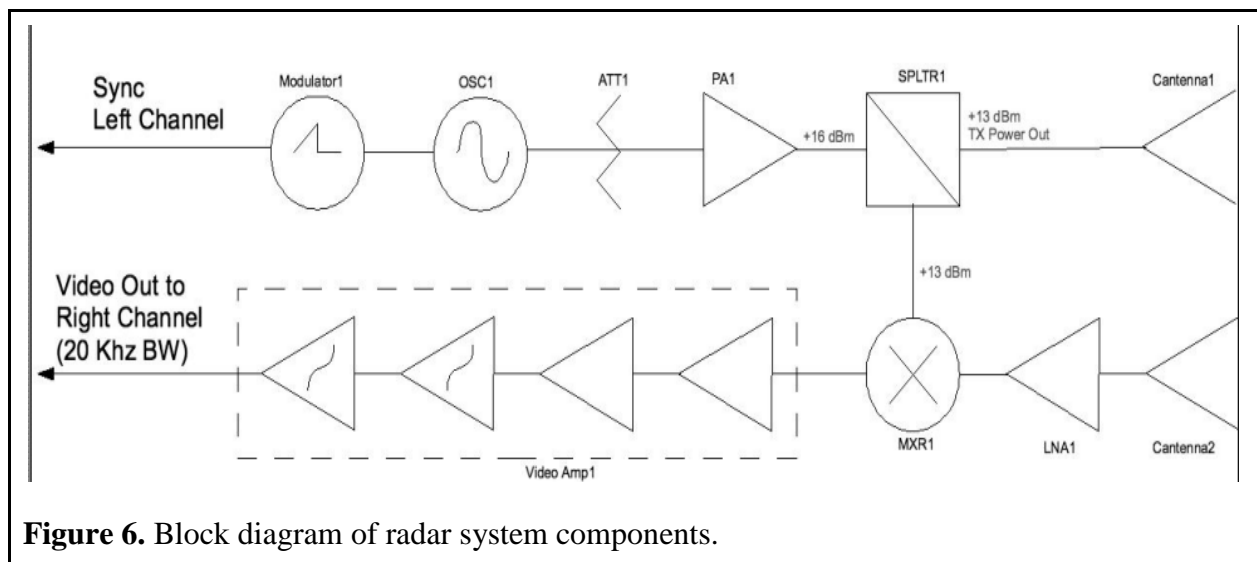 Sync
Left Channel
Modulator1
OSC1
ATT1
PA1
+16 dBm
SPLTR1
+13 dBm
TX Power Out
Cantenna1
+13 dBm
Video Out to
Right Channel
(20 Khz BW)
Video Amp1
MXR1
LNA1
Cantenna2
Figure 6. Block diagram of radar system components.